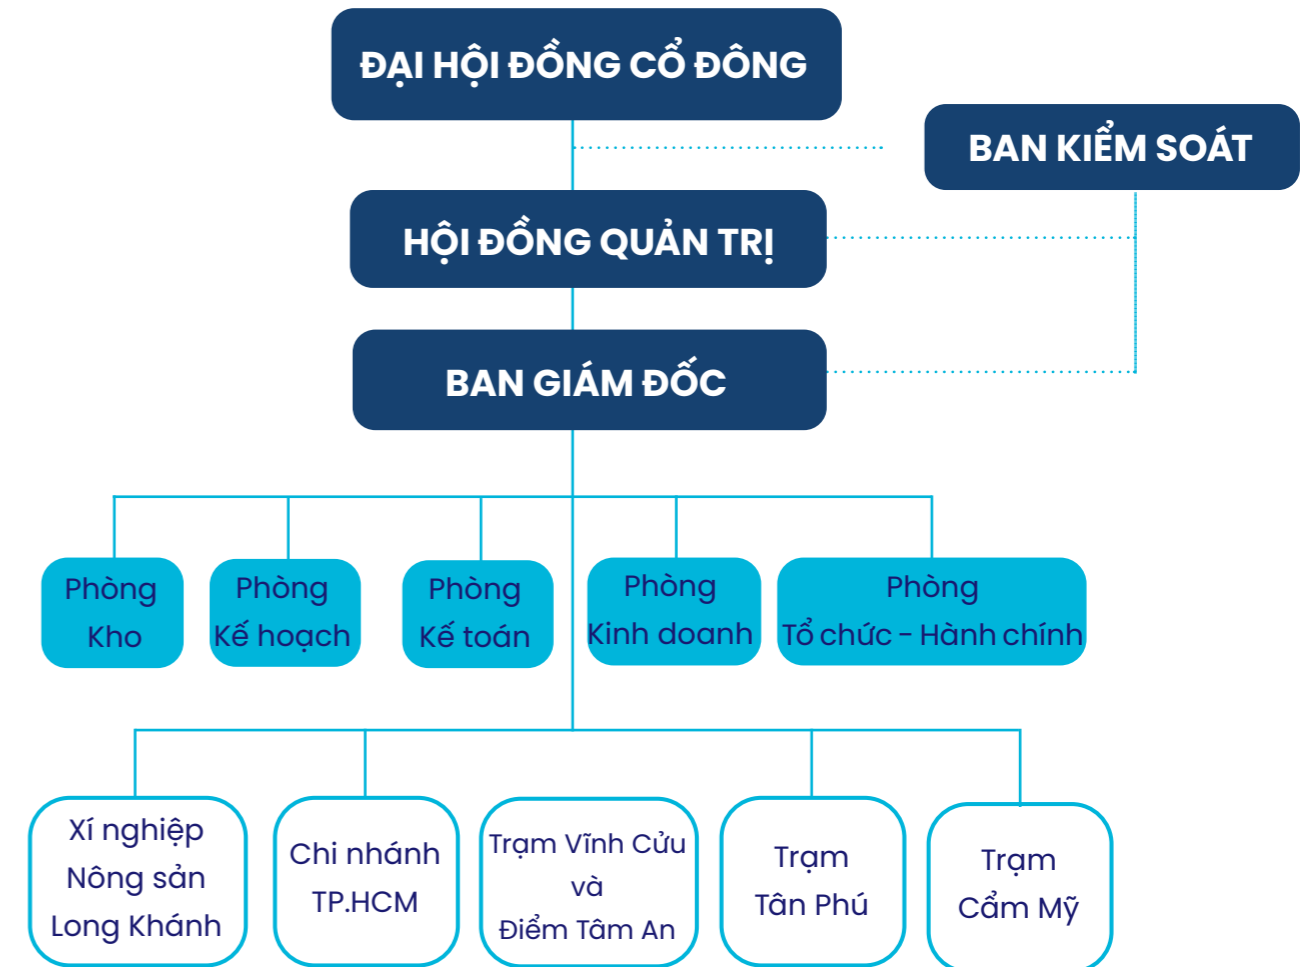 ĐẠI HỘI ĐỒNG CỔ ĐÔNG
BAN KIỂM SOÁT
HỘI ĐỒNG QUẢN TRỊ
BAN GIÁM ĐỐC
Phòng
Kho
Phòng
Kế hoạch
Phòng
Kế toán
Phòng
Kinh doanh
Phòng
Tổ chức - Hành chính
Xí nghiệp
Nông sản
Long Khánh
Chi nhánh
TP.HCM
Trạm Vĩnh Cửu
và
Điểm Tâm An
Trạm
Tân Phú
Trạm
Cẩm Mỹ